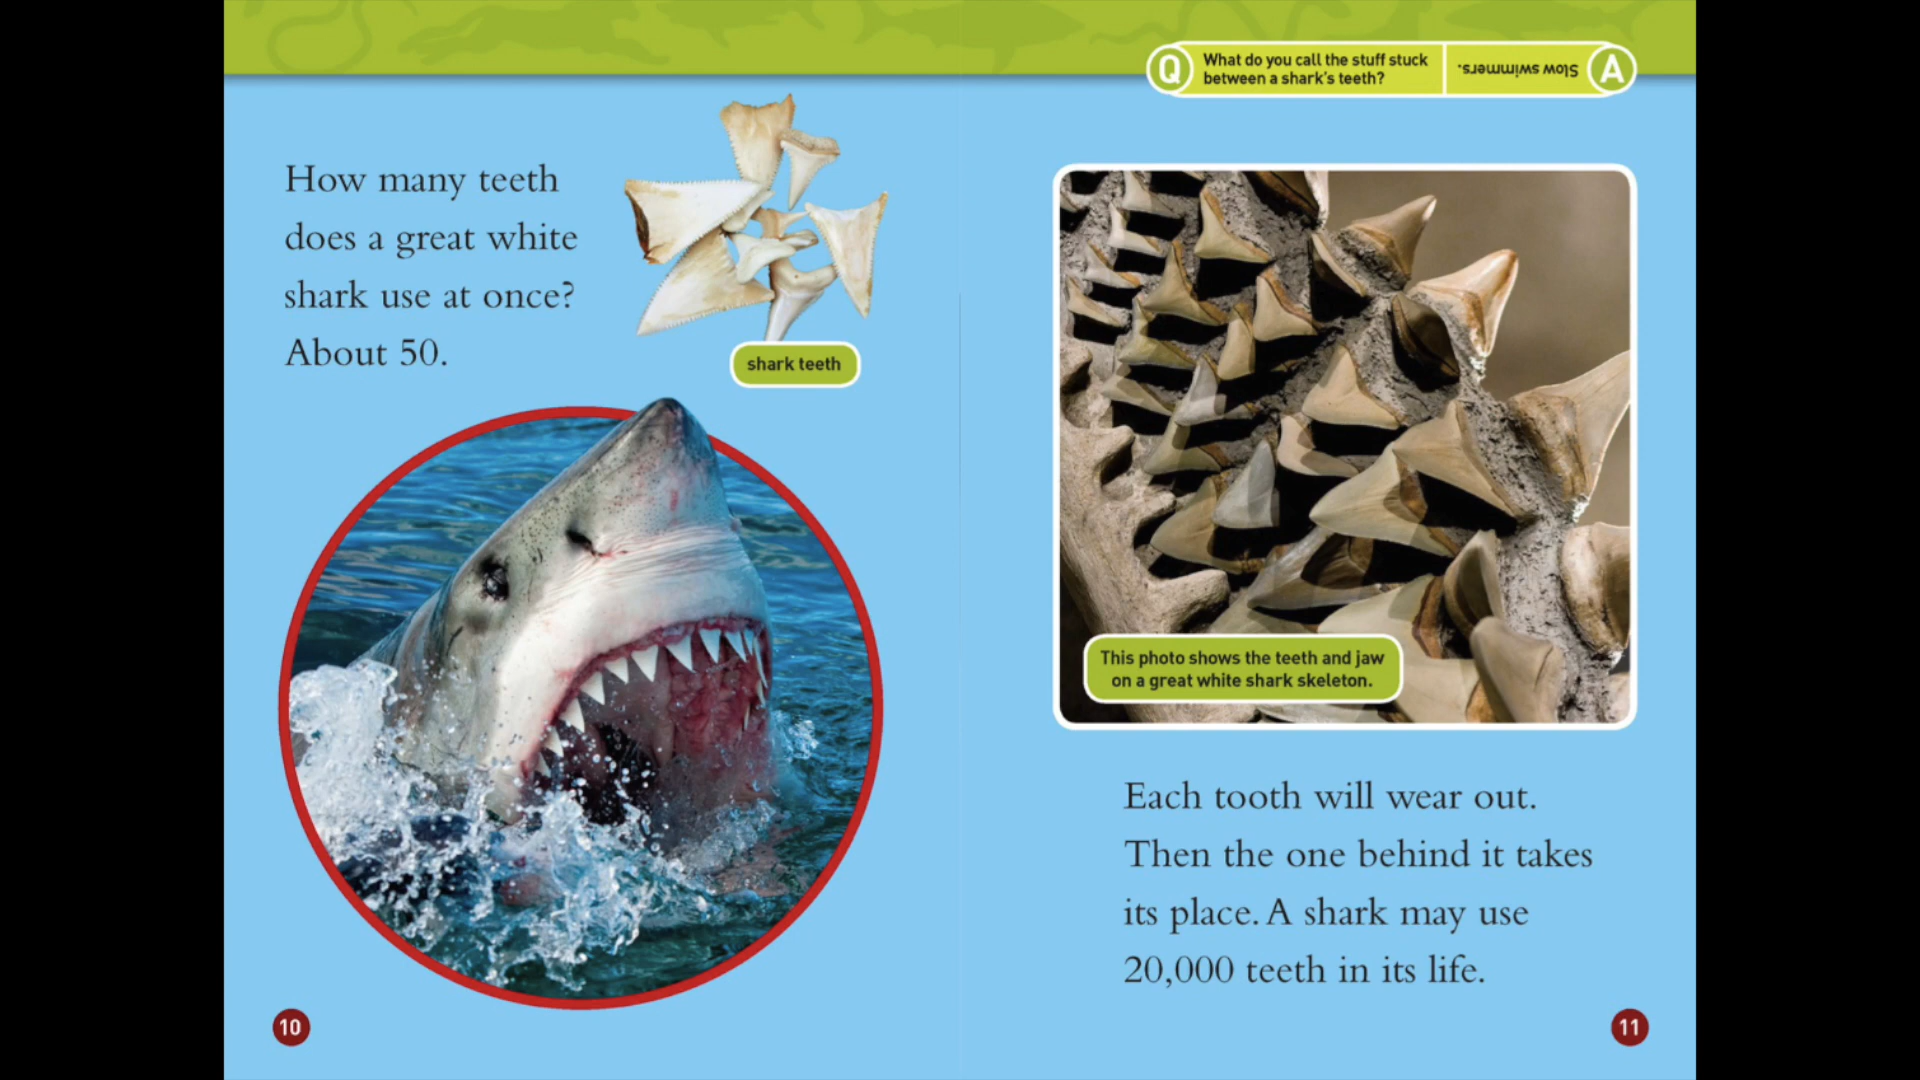 How many teeth
does a great white
shark use at once?
About 50.
shark teeth
10
Q
What do you call the stuff stuck
between a shark's teeth?
Slow swimmers.
A
This photo shows the teeth and jaw
on a great white shark skeleton.
Each tooth will wear out.
Then the one behind it takes
its place. A shark may use
20,000 teeth in its life.
11